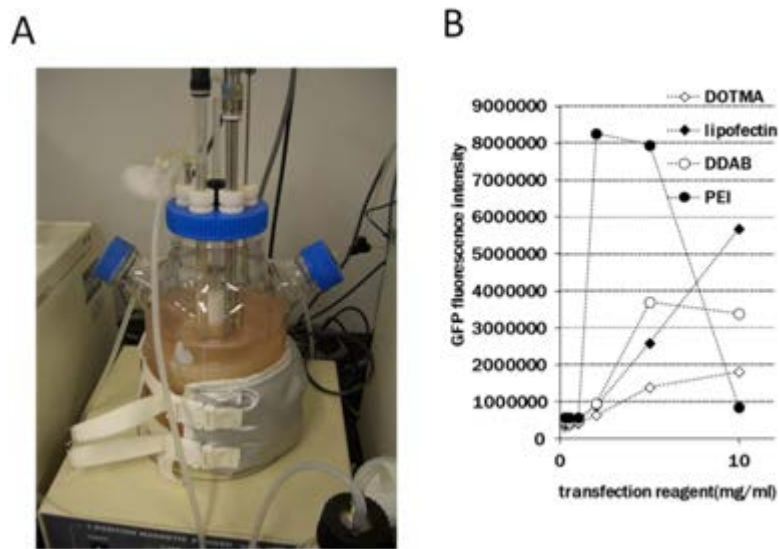 A
B
DOTMA
lipofectin
DDAB
PEI
9000000
8000000
7000000
6000000
5000000
4000000
3000000
2000000
1000000
0
GFP fluorescence intensity
0
10
transfection reagent(mg/ml)